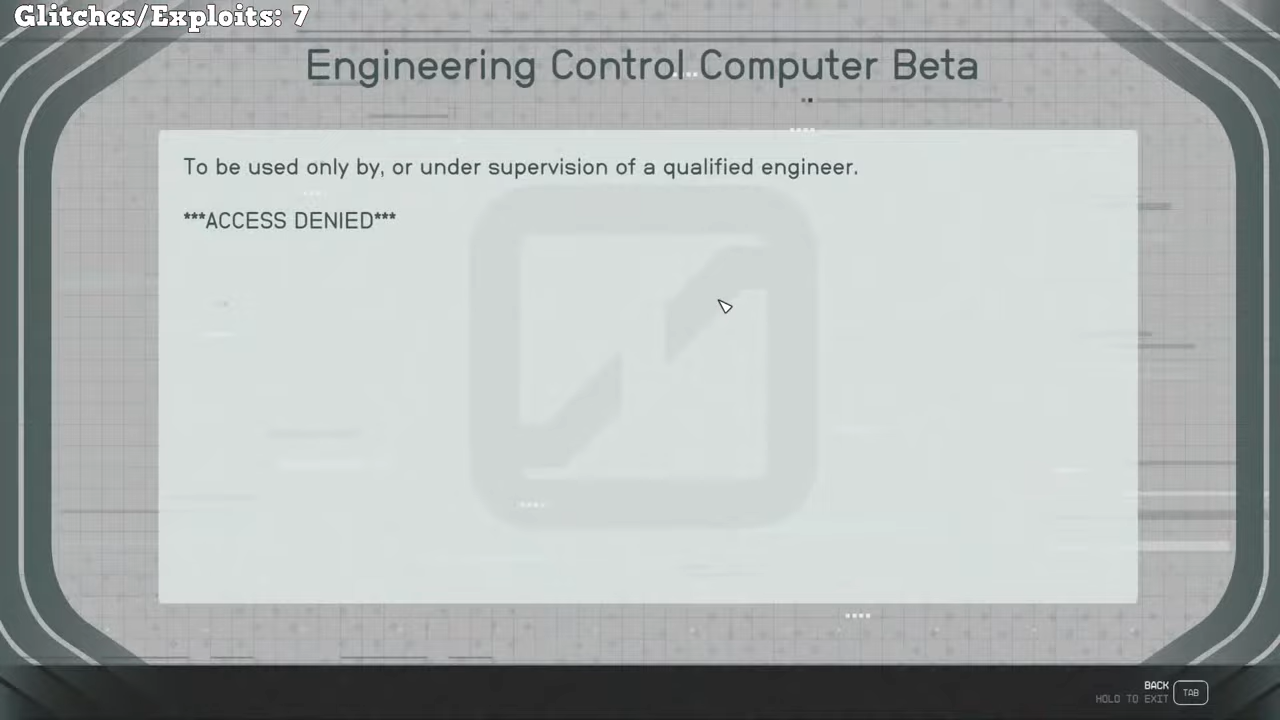 Glitches/Exploits: 7
Engineering Control Computer Beta
To be used only by, or under supervision of a qualified engineer.
***ACCESS DENIED***
BACK
HOLD TO EXIT
TAB